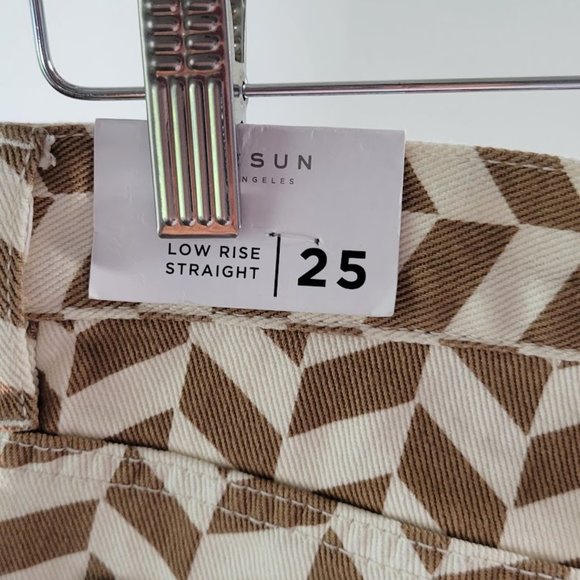 SUN
ANGELES
LOW RISE
STRAIGHT
25